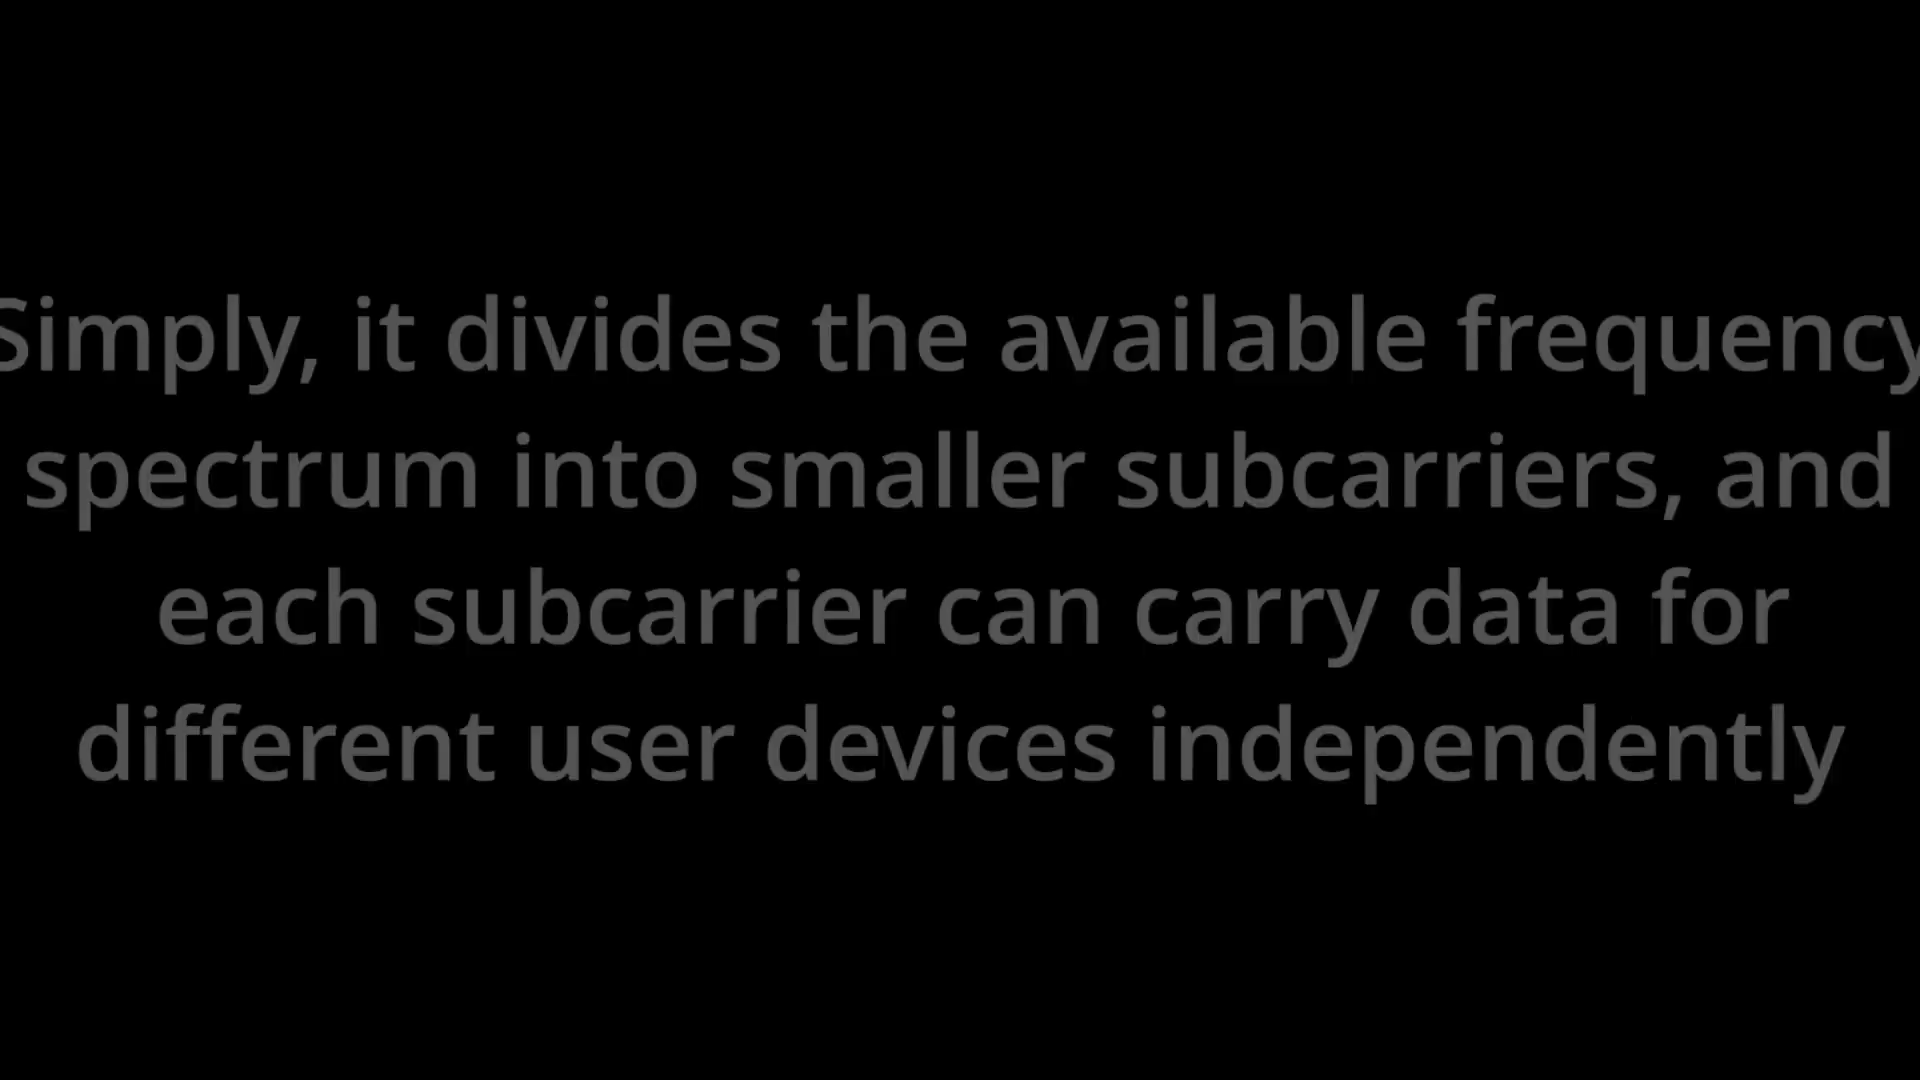 Simply, it divides the available frequency
spectrum into smaller subcarriers, and
each subcarrier can carry data for
different user devices independently